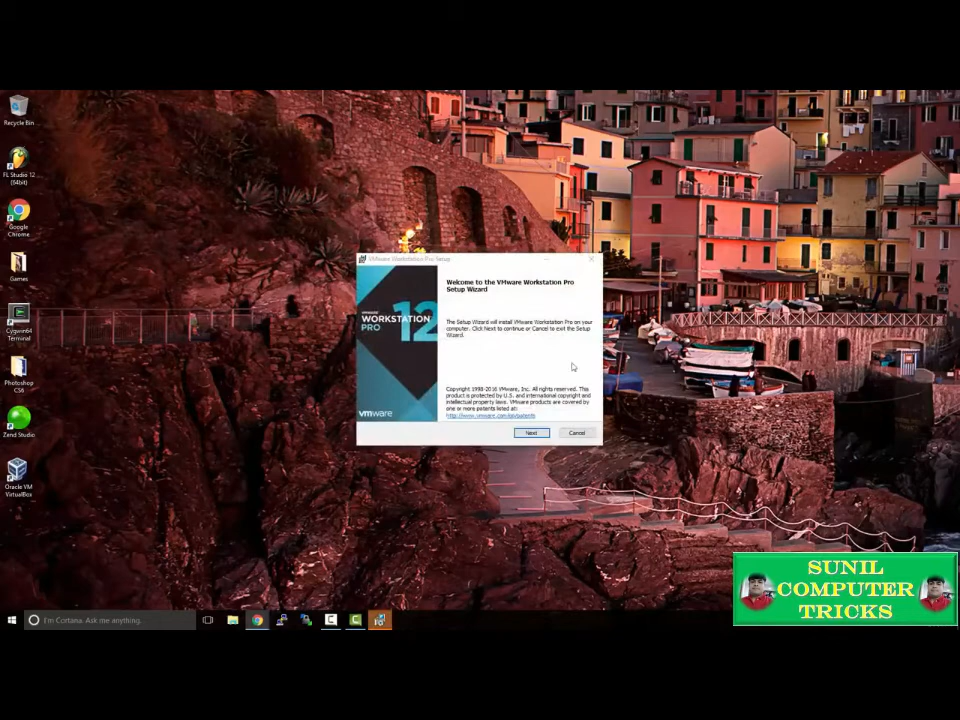 Recycle Bin
FL Studio 12
(64bit)
Google
Chrome
Games
Cygwin64
Terminal
Photoshop
CS6
Zend Studio
Oracle VM
VirtualBox
VMware Workstation Pro Setup
VMWARE
WORKSTATION
PRO
12
vmware
Welcome to the VMware Workstation Pro
Setup Wizard
The Setup Wizard will install VMware Workstation Pro on your
computer. Click Next to continue or Cancel to exit the Setup
Wizard.
Copyright 1998-2016 VMware, Inc. All rights reserved. This
product is protected by U.S. and international copyright and
intellectual property laws. VMware products are covered by
one or more patents listed at:
http://www.vmware.com/go/patents
Next
Cancel
SUNIL
COMPUTER
TRICKS
I'm Cortana. Ask me anything.